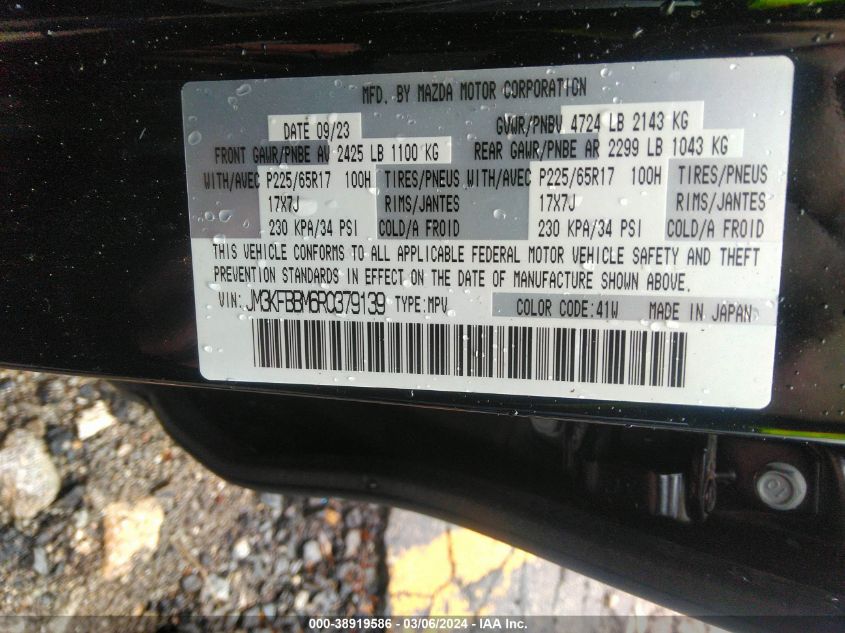 MFD. BY MAZDA MOTOR CORPORATION
DATE 09/23 GVWR/PNBV 4724 LB 2143 KG
FRONT GAWR/PNBE AV 2425 LB 1100 KG REAR GAWR/PNBE AR 2299 LB 1043 KG
WITH/AVEC P225/65R17 100H TIRES/PNEUS WITH/AVEC P225/65R17 100H TIRES/PNEUS
17X7J RIMS/JANTES 17X7J RIMS/JANTES
230 KPA/34 PSI COLD/A FROID 230 KPA/34 PSI COLD/A FROID
THIS VEHICLE CONFORMS TO ALL APPLICABLE FEDERAL MOTOR VEHICLE SAFETY AND THEFT
PREVENTION STANDARDS IN EFFECT ON THE DATE OF MANUFACTURE SHOWN ABOVE.
VIN: JM3KFBBM6R0379139 TYPE: MPV COLOR CODE: 41W MADE IN JAPAN
000-38919586 - 03/06/2024 - IAA Inc.